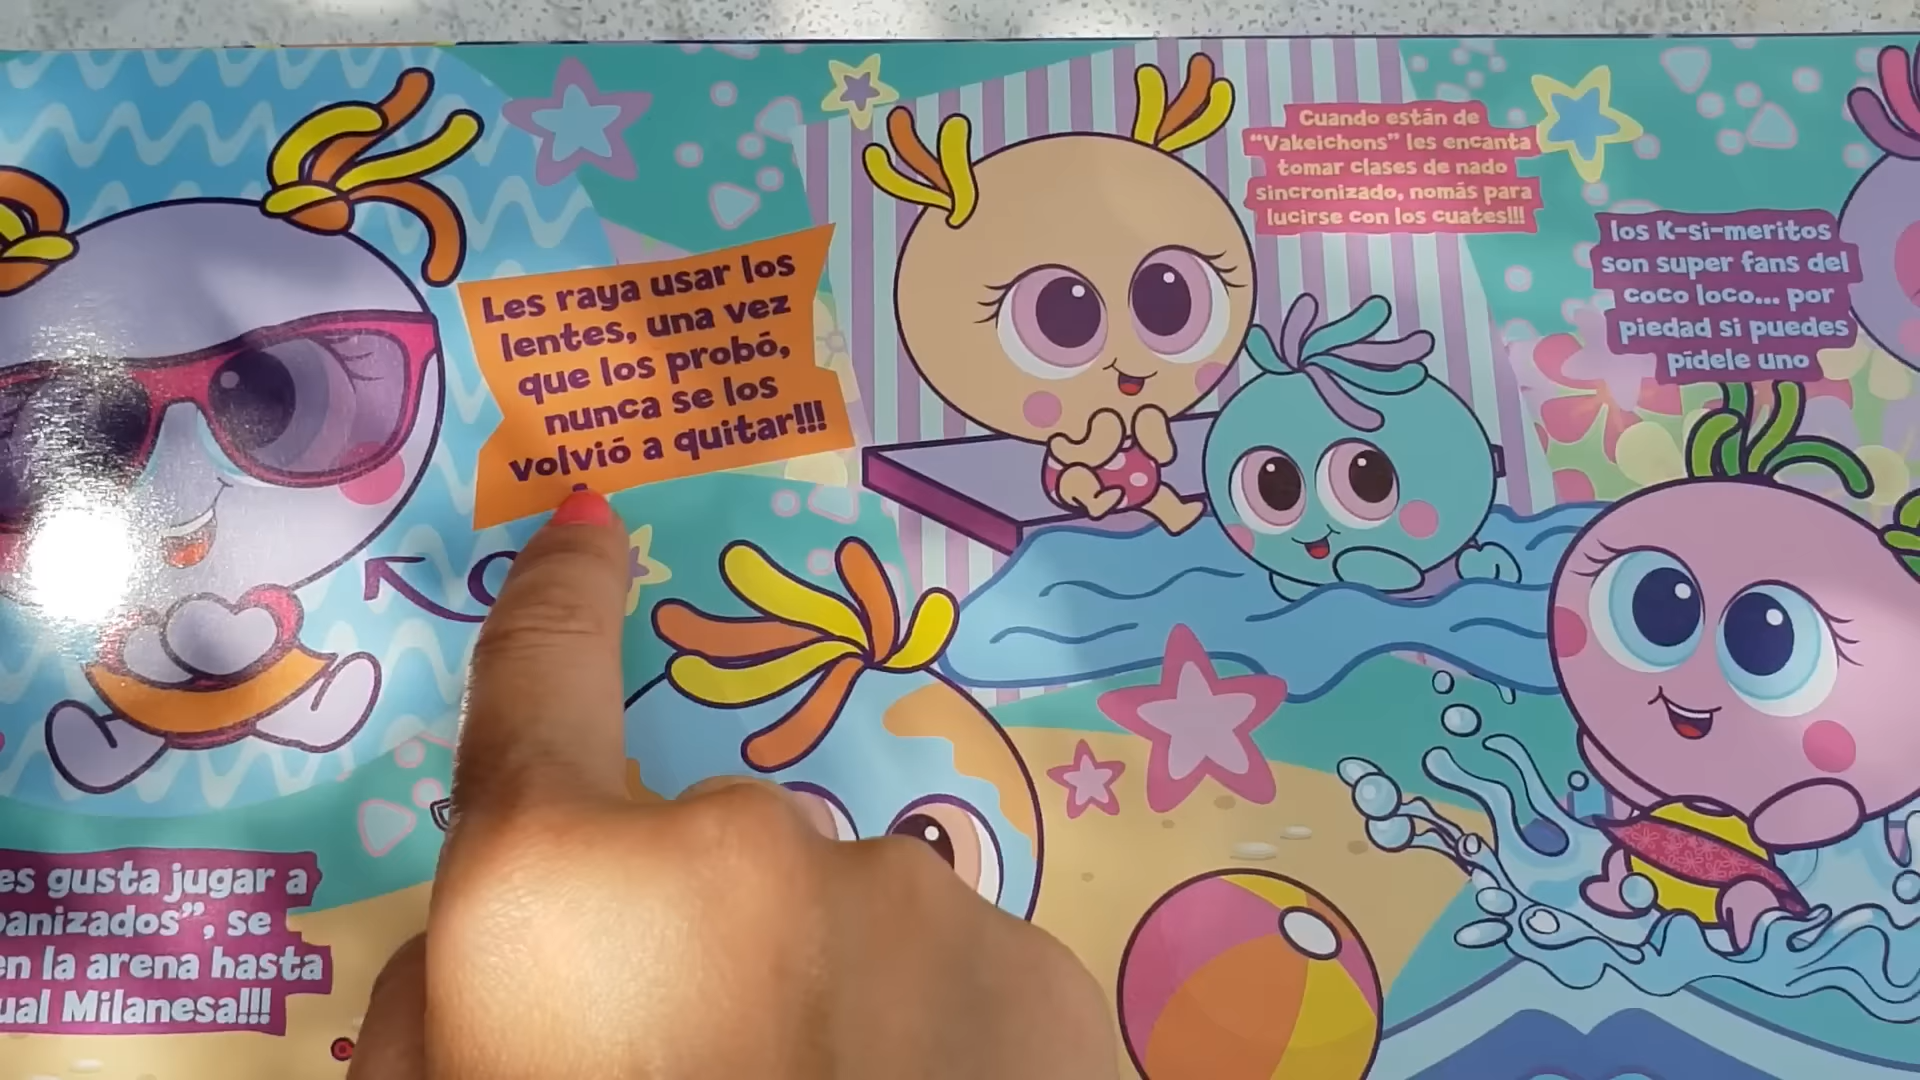 Les raya usar los
lentes, una vez
que los probó,
nunca se los
volvió a quitar!!!
Cuando están de
"Vakeichons" les encanta
tomar clases de nado
sincronizado, nomás para
lucirse con los cuates!!!
los K-si-meritos
son super fans del
coco loco... por
piedad si puedes
pídele uno
es gusta jugar a
panizados", se
en la arena hasta
ual Milanesa!!!